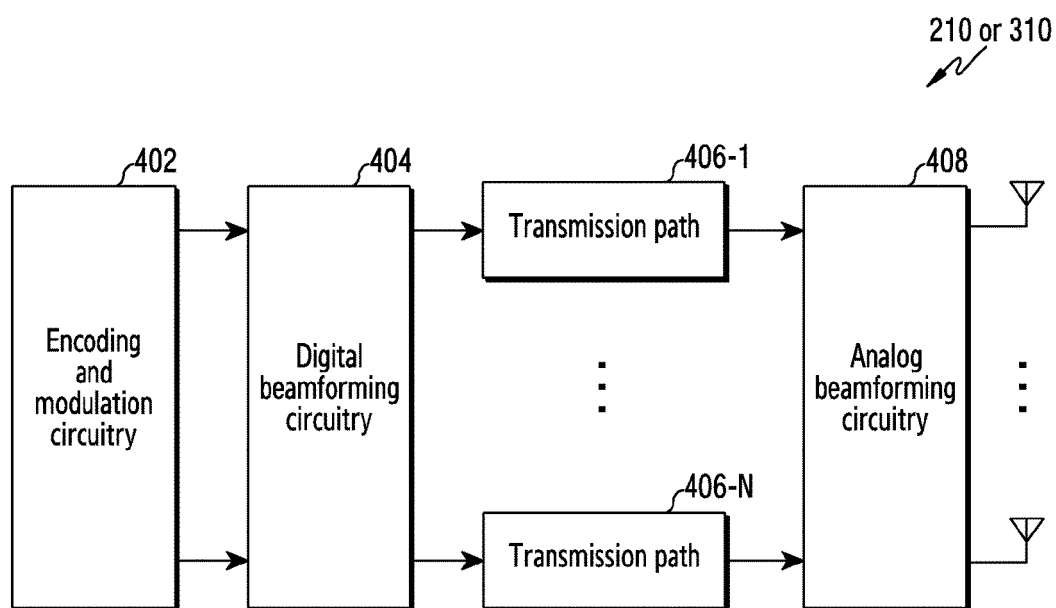 210 or 310
402
404
406-1
408
Transmission path
Encoding
and
modulation
circuitry
Digital
beamforming
circuitry
Analog
beamforming
circuitry
406-N
Transmission path